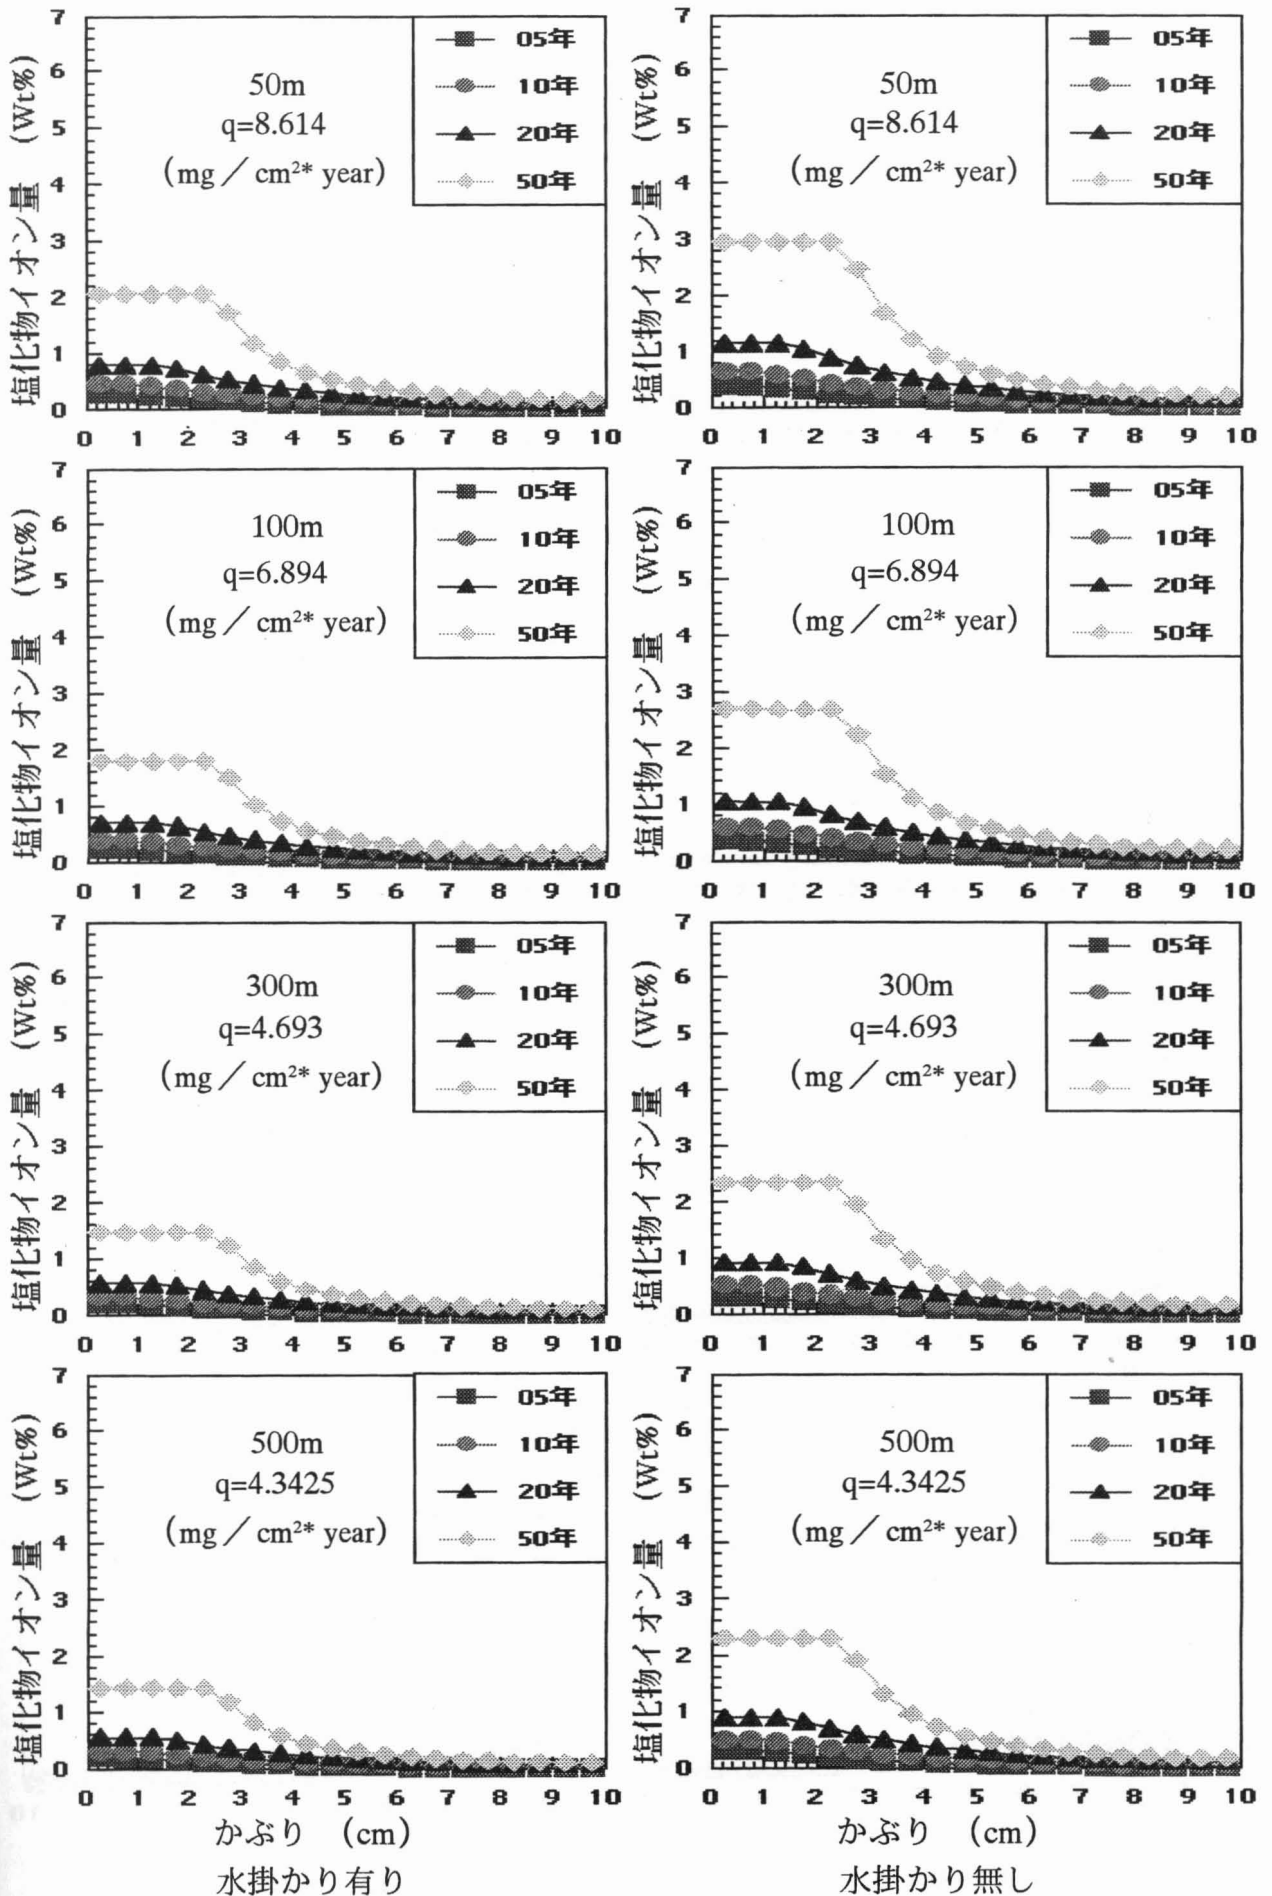 塩化物イオン量 (Wt%)
7
6
5
4
3
2
1
0
50m
q=8.614
(mg／cm²* year)
05年
10年
20年
50年
0 1 2 3 4 5 6 7 8 9 10
塩化物イオン量 (Wt%)
7
6
5
4
3
2
1
0
50m
q=8.614
(mg／cm²* year)
05年
10年
20年
50年
0 1 2 3 4 5 6 7 8 9 10
塩化物イオン量 (Wt%)
7
6
5
4
3
2
1
0
100m
q=6.894
(mg／cm²* year)
05年
10年
20年
50年
0 1 2 3 4 5 6 7 8 9 10
塩化物イオン量 (Wt%)
7
6
5
4
3
2
1
0
100m
q=6.894
(mg／cm²* year)
05年
10年
20年
50年
0 1 2 3 4 5 6 7 8 9 10
塩化物イオン量 (Wt%)
7
6
5
4
3
2
1
0
300m
q=4.693
(mg／cm²* year)
05年
10年
20年
50年
0 1 2 3 4 5 6 7 8 9 10
塩化物イオン量 (Wt%)
7
6
5
4
3
2
1
0
300m
q=4.693
(mg／cm²* year)
05年
10年
20年
50年
0 1 2 3 4 5 6 7 8 9 10
塩化物イオン量 (Wt%)
7
6
5
4
3
2
1
0
500m
q=4.3425
(mg／cm²* year)
05年
10年
20年
50年
0 1 2 3 4 5 6 7 8 9 10
かぶり (cm)
水掛かり有り
塩化物イオン量 (Wt%)
7
6
5
4
3
2
1
0
500m
q=4.3425
(mg／cm²* year)
05年
10年
20年
50年
0 1 2 3 4 5 6 7 8 9 10
かぶり (cm)
水掛かり無し